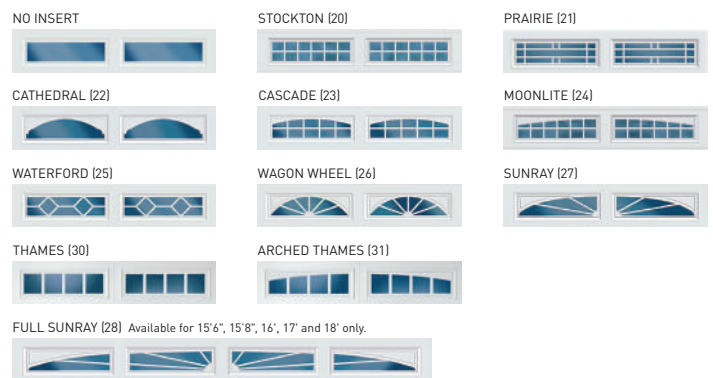 NO INSERT
STOCKTON (20)
PRAIRIE (21)
CATHEDRAL (22)
CASCADE (23)
MOONLITE (24)
WATERFORD (25)
WAGON WHEEL (26)
SUNRAY (27)
THAMES (30)
ARCHED THAMES (31)
FULL SUNRAY (28) Available for 15'6", 15'8", 16', 17' and 18' only.